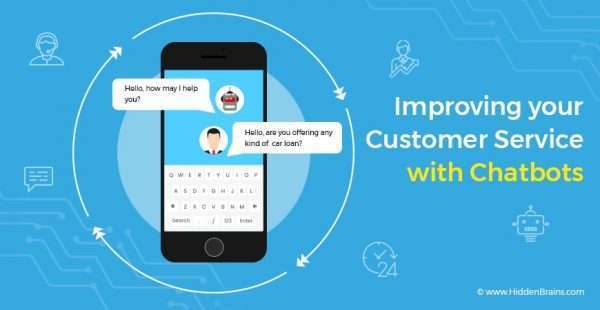 Hello, how may I help
you?
Hello, are you offering any
kind of car loan?
Q W E R T Y U I O P
A S D F G H J K L
Z X C V B N M
Search , / 123 Enter
Improving your
Customer Service
with Chatbots
24
© www.HiddenBrains.com